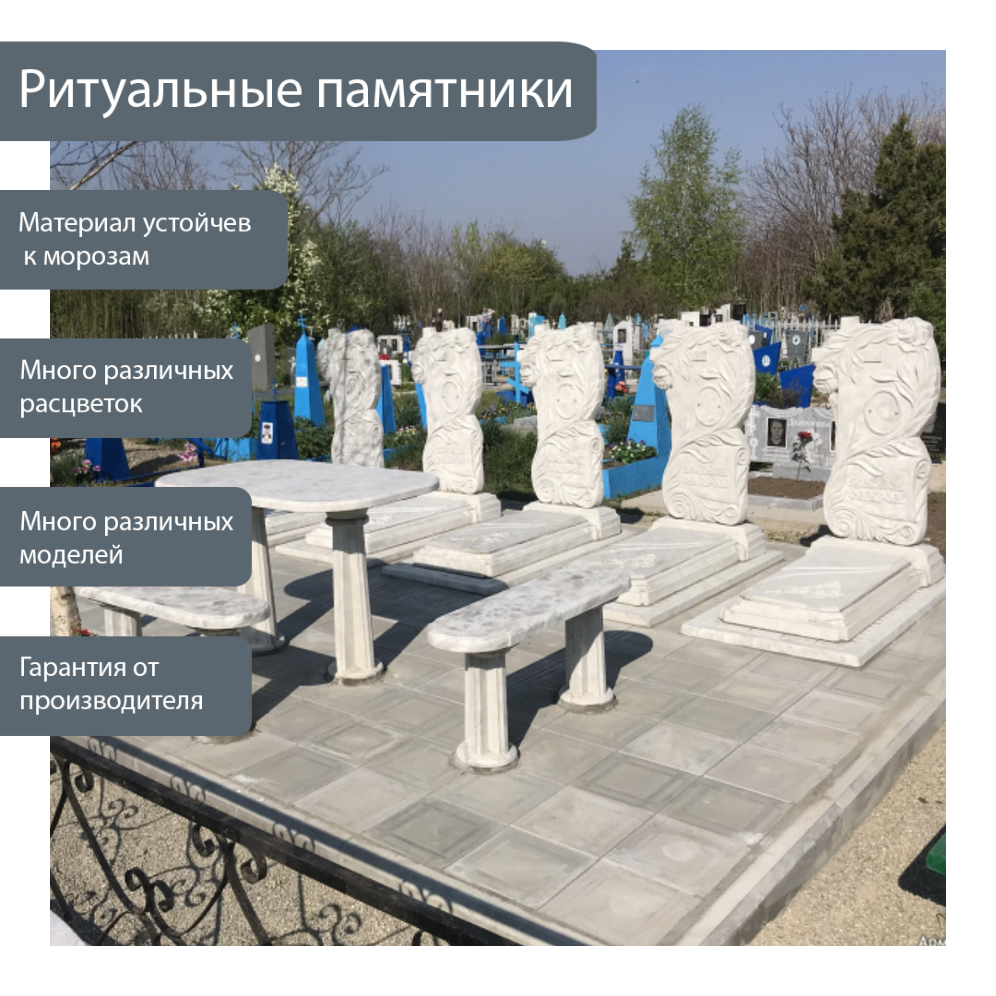 Ритуальные памятники
Материал устойчев
к морозам
Много различных
расцветок
Много различных
моделей
Гарантия от
производителя